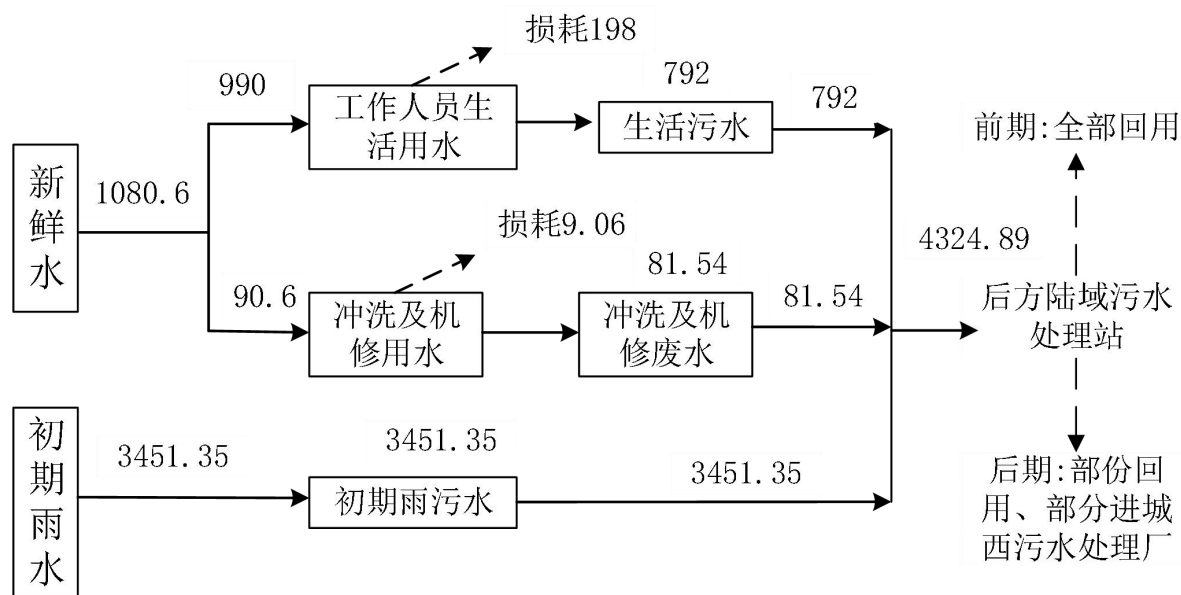 损耗198
990
工作人员生
活用水
792
生活污水
792
前期:全部回用
新鲜水
1080.6
损耗9.06
4324.89
90.6
冲洗及机
修用水
81.54
冲洗及机
修废水
81.54
后方陆域污水
处理站
初期雨水
3451.35
3451.35
初期雨污水
3451.35
后期:部份回
用、部分进城
西污水处理厂